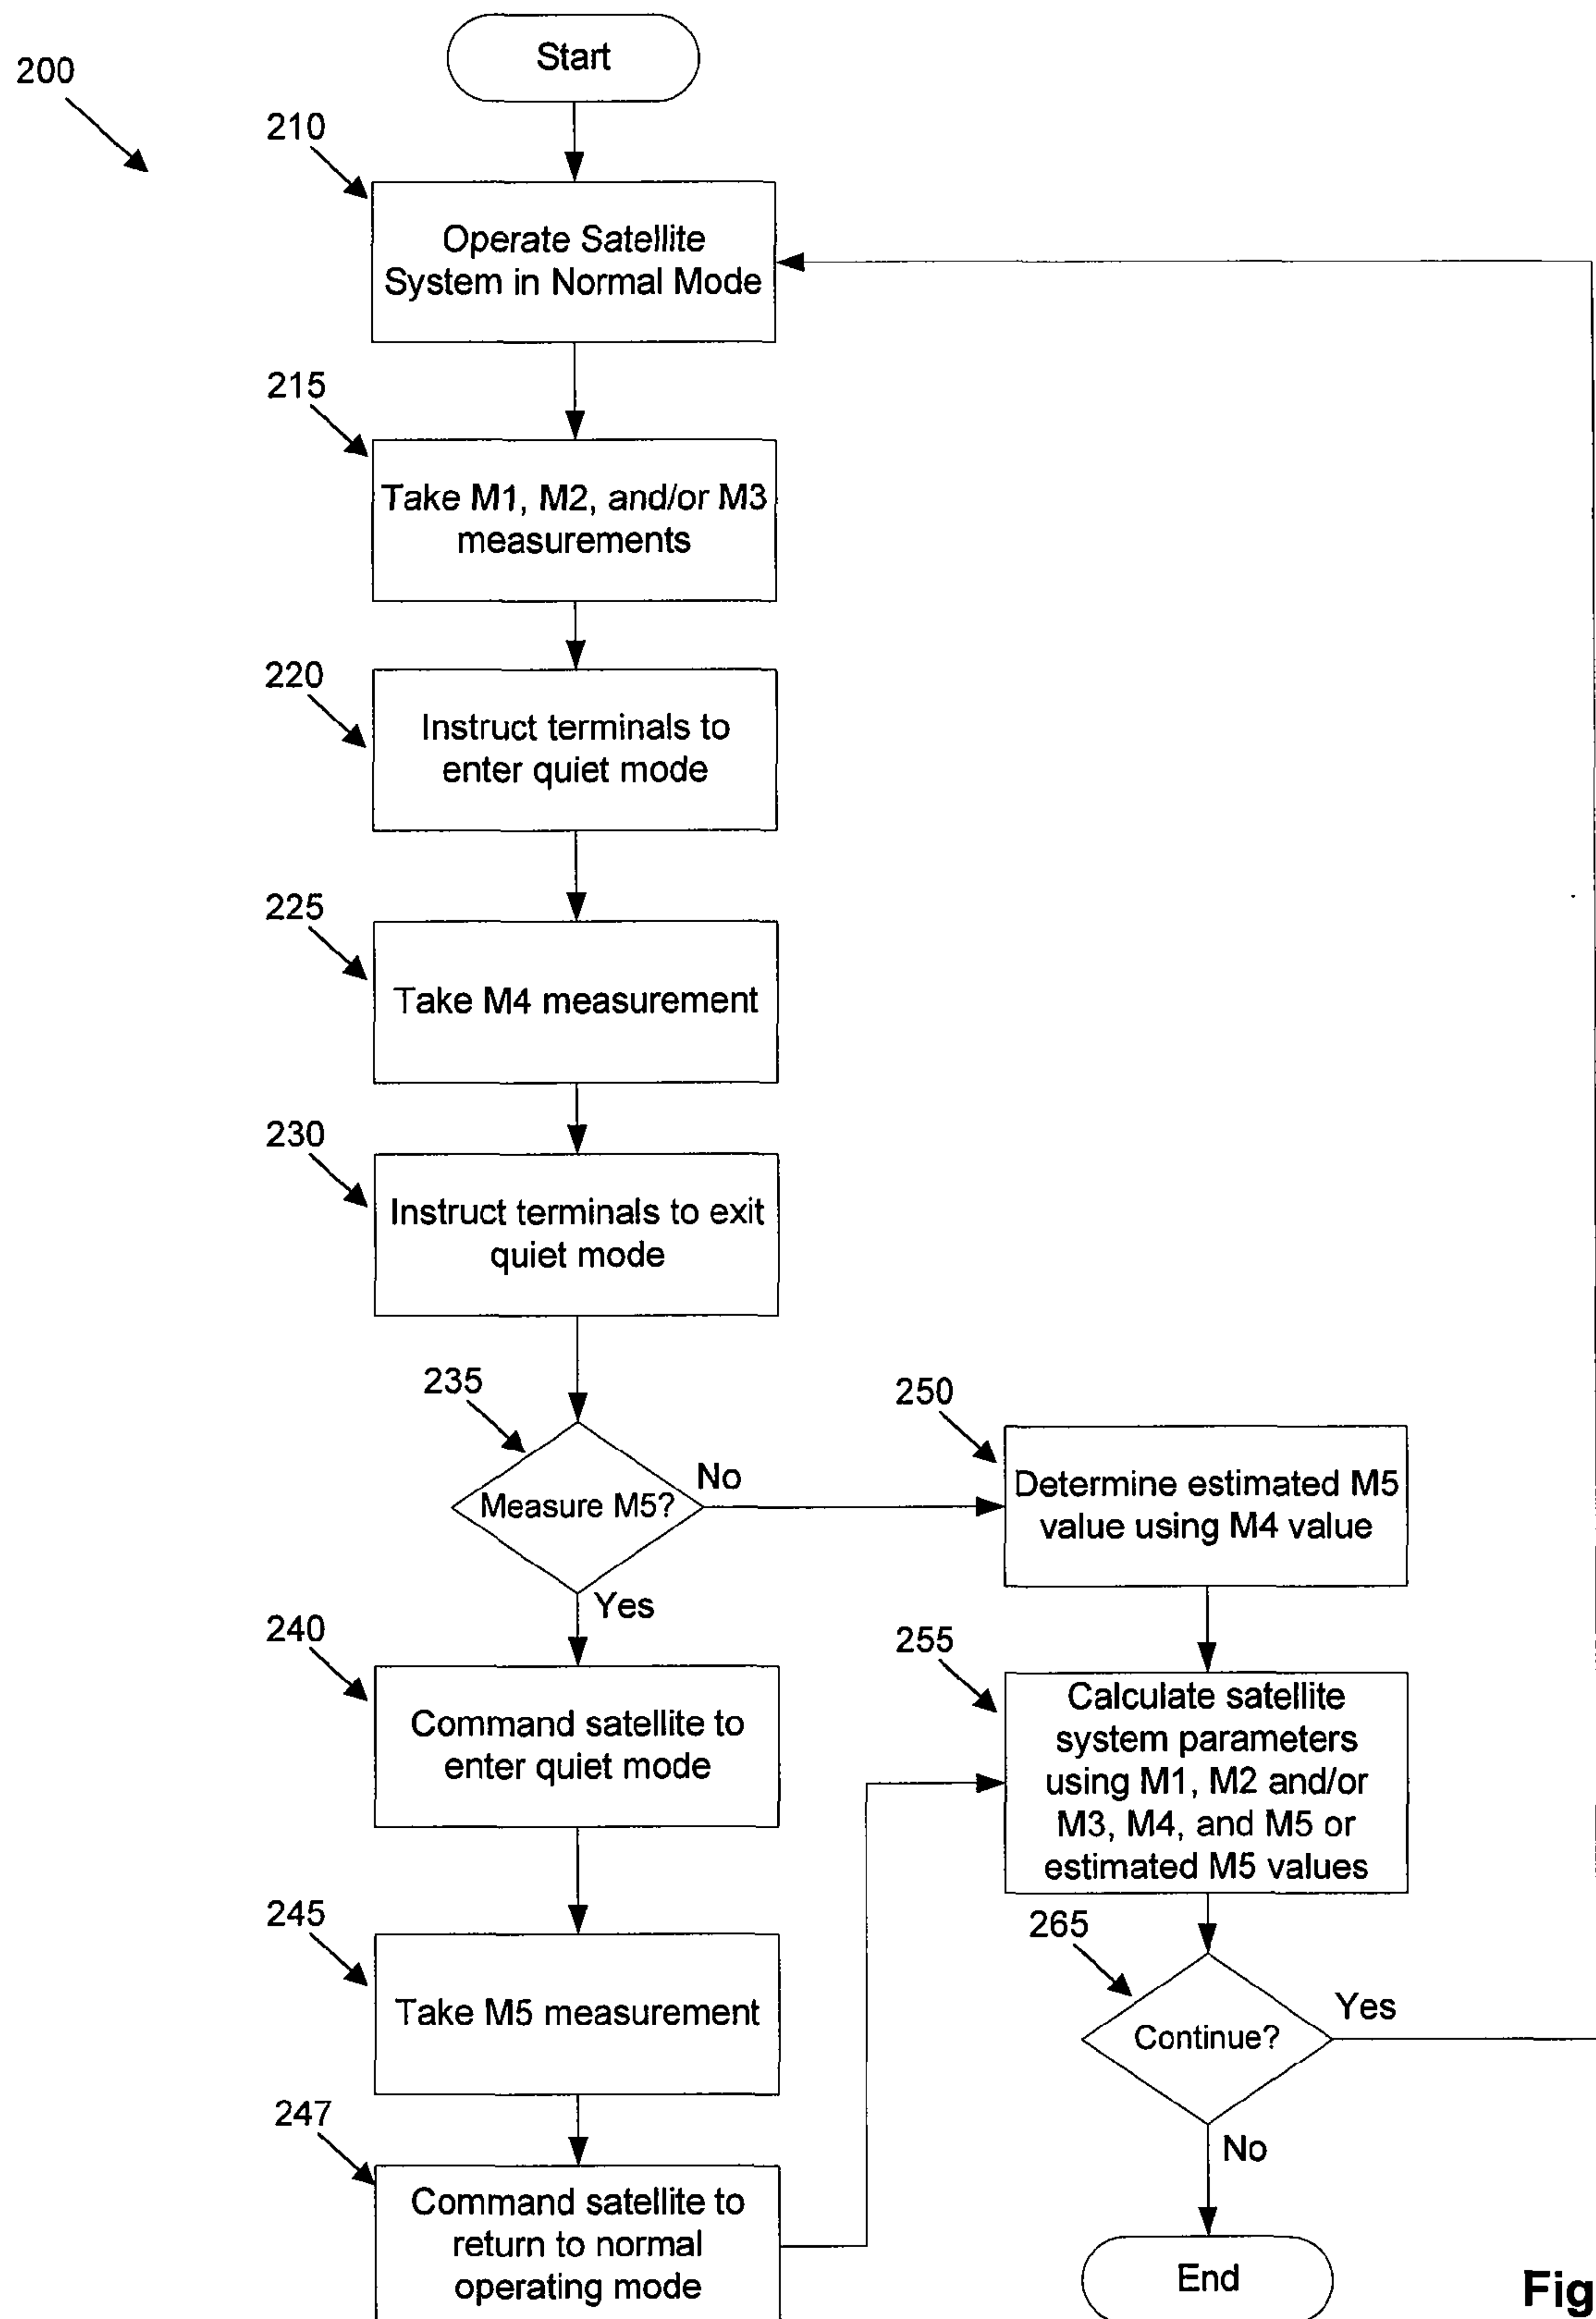 200
Start
210
Operate Satellite
System in Normal Mode
215
Take M1, M2, and/or M3
measurements
220
Instruct terminals to
enter quiet mode
225
Take M4 measurement
230
Instruct terminals to exit
quiet mode
235
Measure M5?
No
Yes
250
Determine estimated M5
value using M4 value
240
Command satellite to
enter quiet mode
255
Calculate satellite
system parameters
using M1, M2 and/or
M3, M4, and M5 or
estimated M5 values
245
Take M5 measurement
265
Continue?
Yes
No
247
Command satellite to
return to normal
operating mode
End
Fig